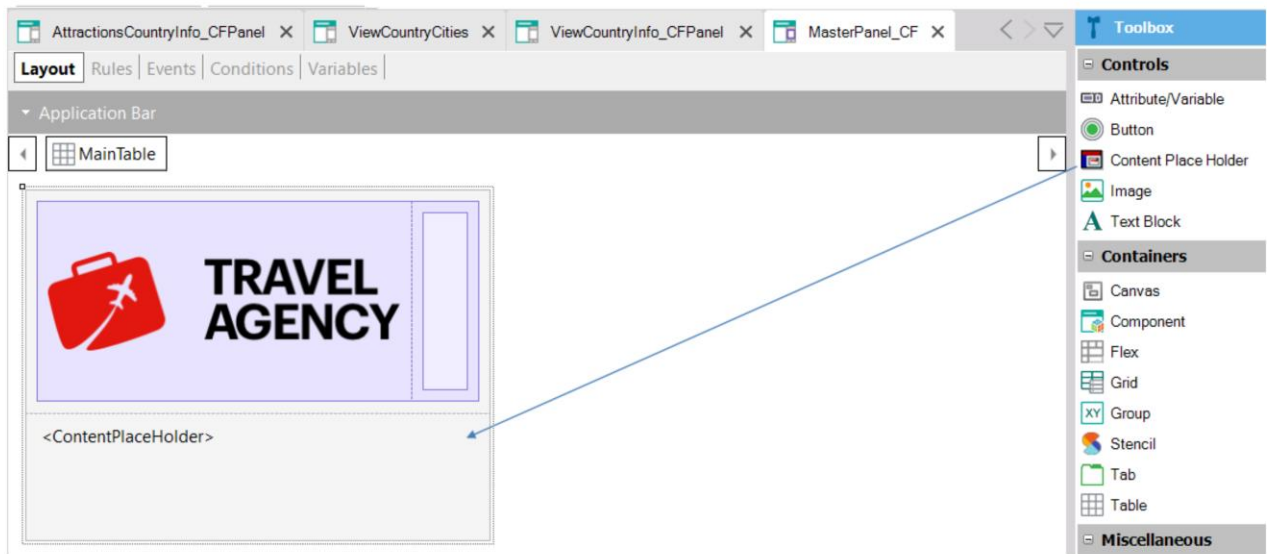 AttractionsCountryInfo_CFPanel X ViewCountryCities X ViewCountryInfo_CFPanel X MasterPanel_CF X
Layout Rules Events Conditions Variables
Application Bar
MainTable
TRAVEL
AGENCY
<ContentPlaceHolder>
Toolbox
Controls
Attribute/Variable
Button
Content Place Holder
Image
Text Block
Containers
Canvas
Component
Flex
Grid
XY Group
Stencil
Tab
Table
Miscellaneous